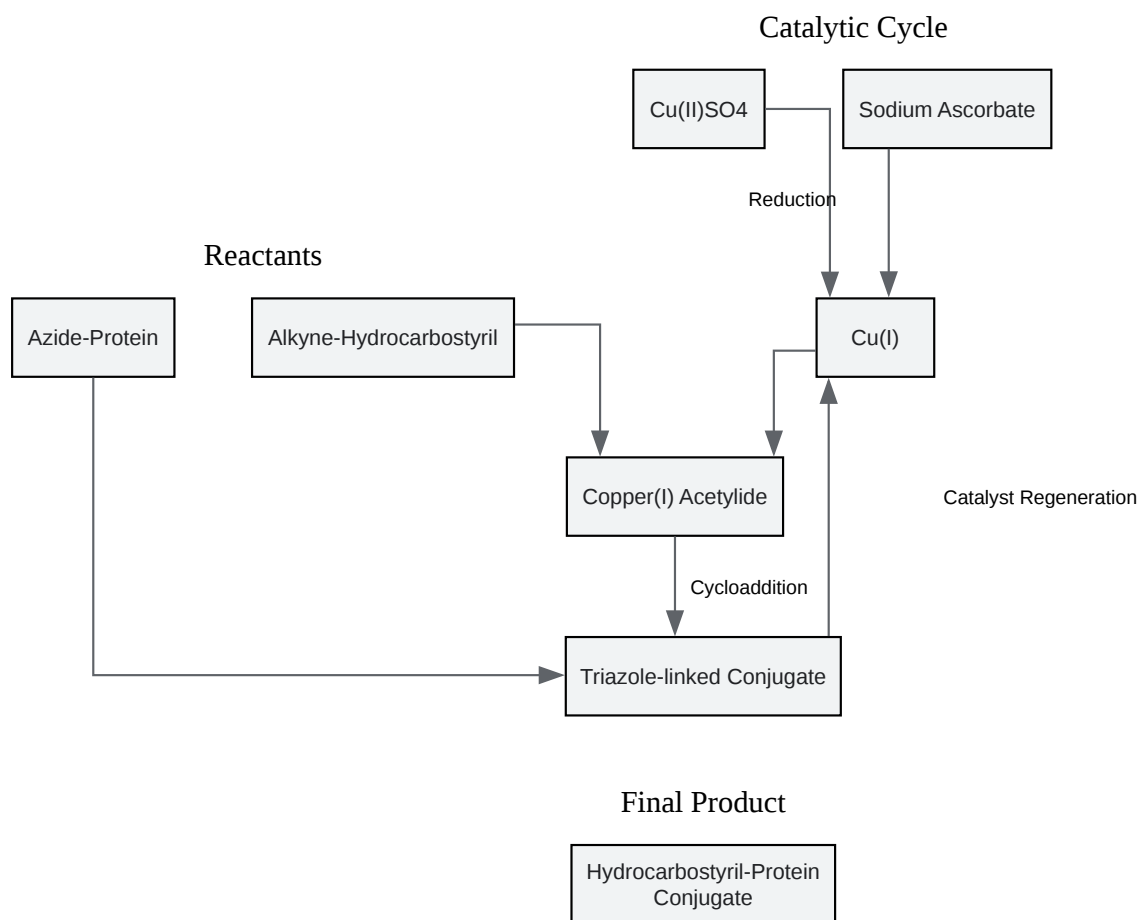 Catalytic Cycle
Cu(II)SO4
Sodium Ascorbate
Reduction
Reactants
Azide-Protein
Alkyne-Hydrocarbostyril
Cu(I)
Copper(I) Acetylide
Catalyst Regeneration
Cycloaddition
Triazole-linked Conjugate
Final Product
Hydrocarbostyril-Protein
Conjugate